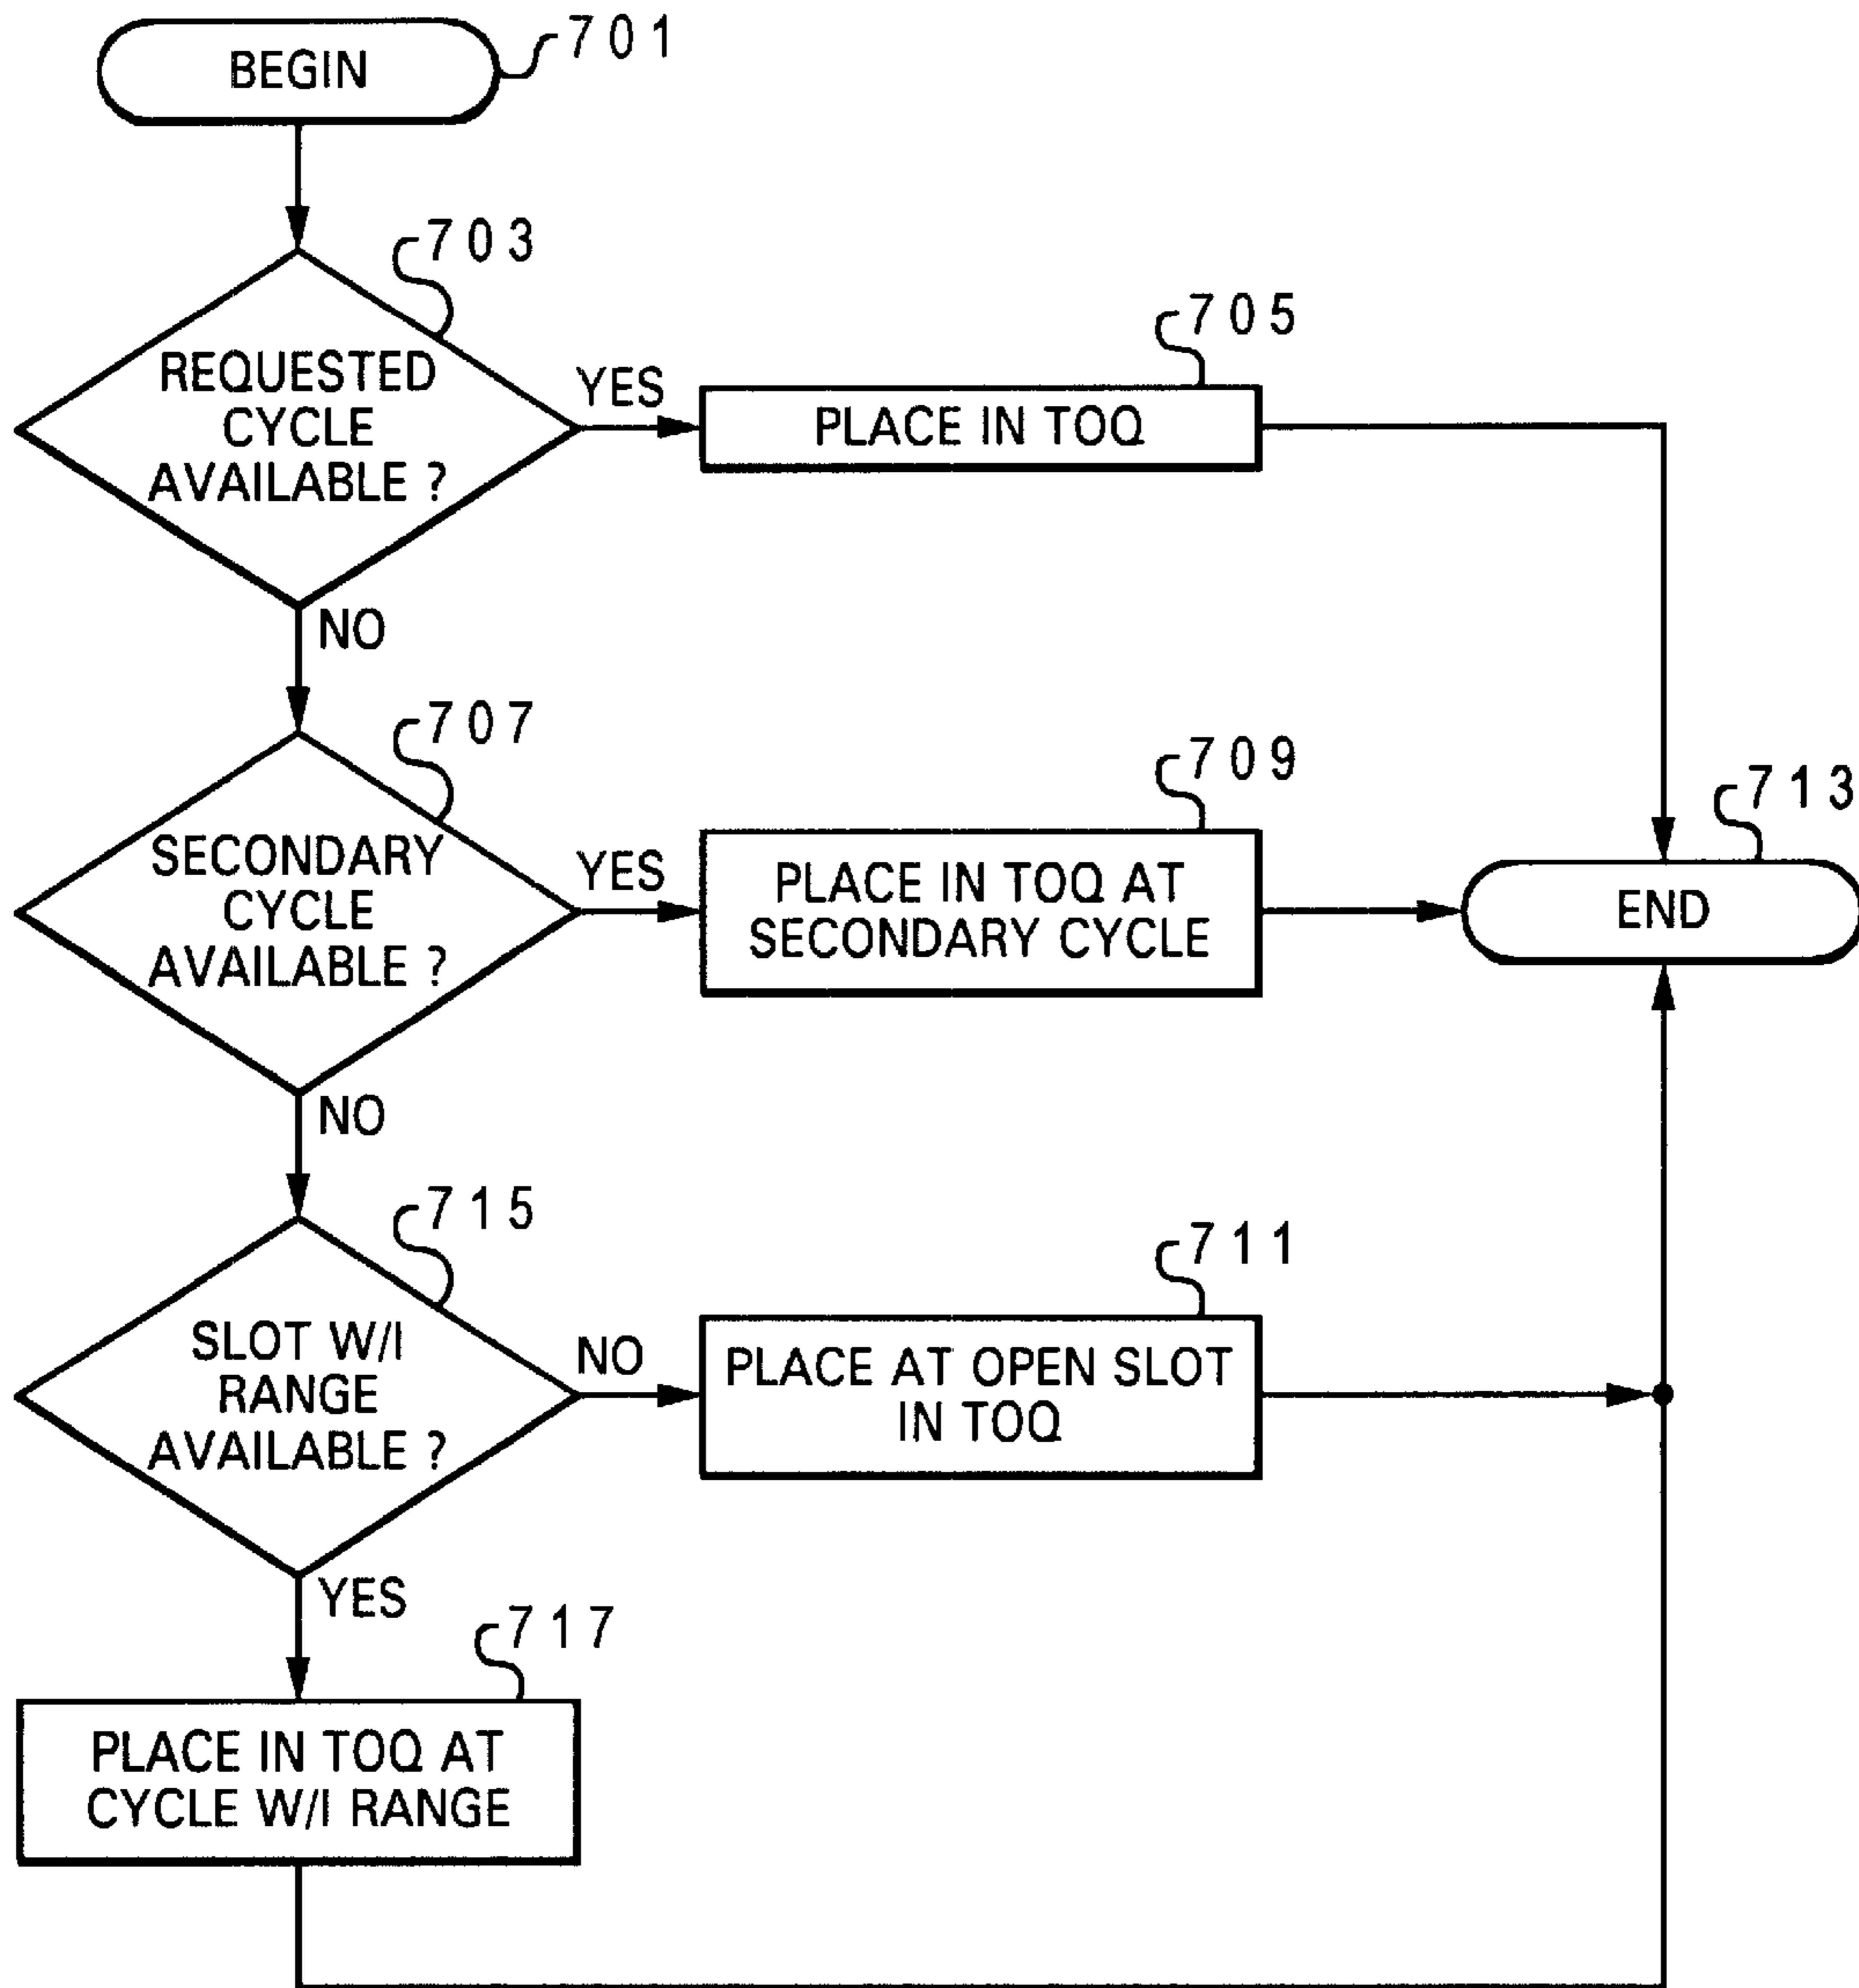 BEGIN
701
703
REQUESTED
CYCLE
AVAILABLE ?
YES
705
PLACE IN TOQ
NO
707
SECONDARY
CYCLE
AVAILABLE ?
YES
709
PLACE IN TOQ AT
SECONDARY CYCLE
713
END
NO
715
SLOT W/I
RANGE
AVAILABLE ?
NO
711
PLACE AT OPEN SLOT
IN TOQ
YES
717
PLACE IN TOQ AT
CYCLE W/I RANGE